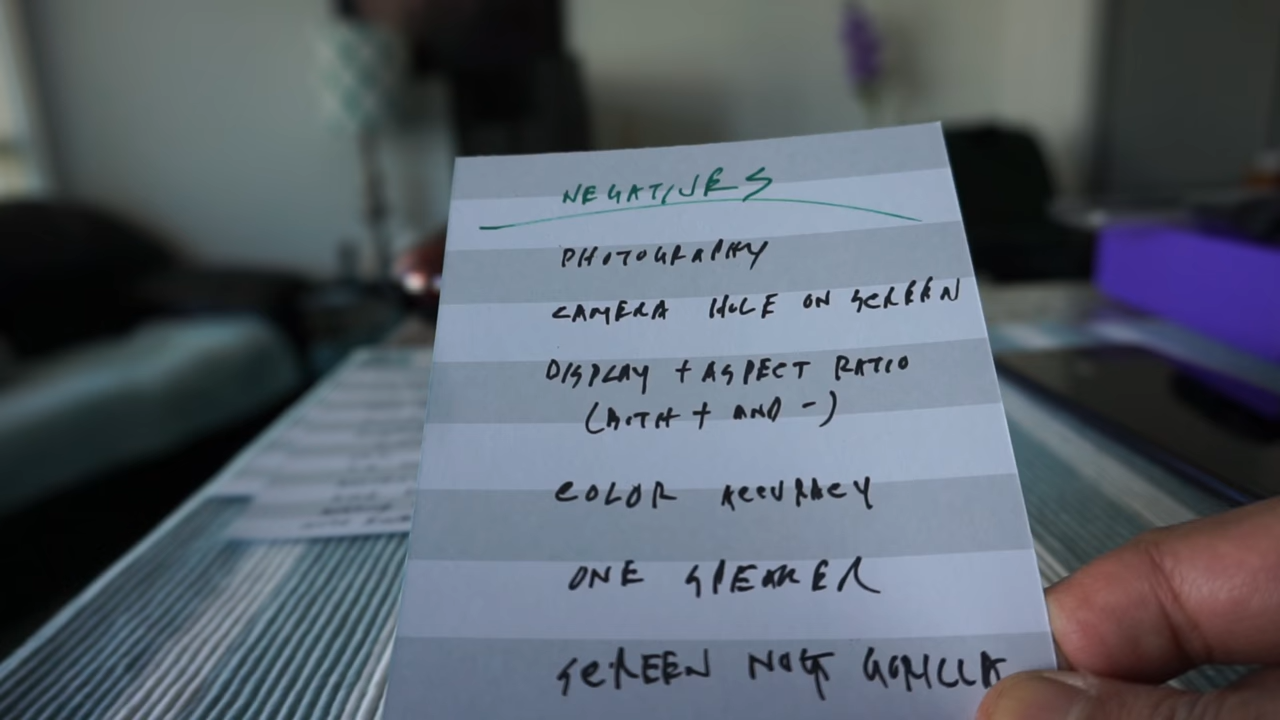 NEGATIVES
PHOTOGRAPHY
CAMERA HOLE ON SCREEN
DISPLAY + ASPECT RATIO
(BOTH + AND -)
COLOR ACCURACY
ONE SPEAKER
SCREEN NOT GORILLA